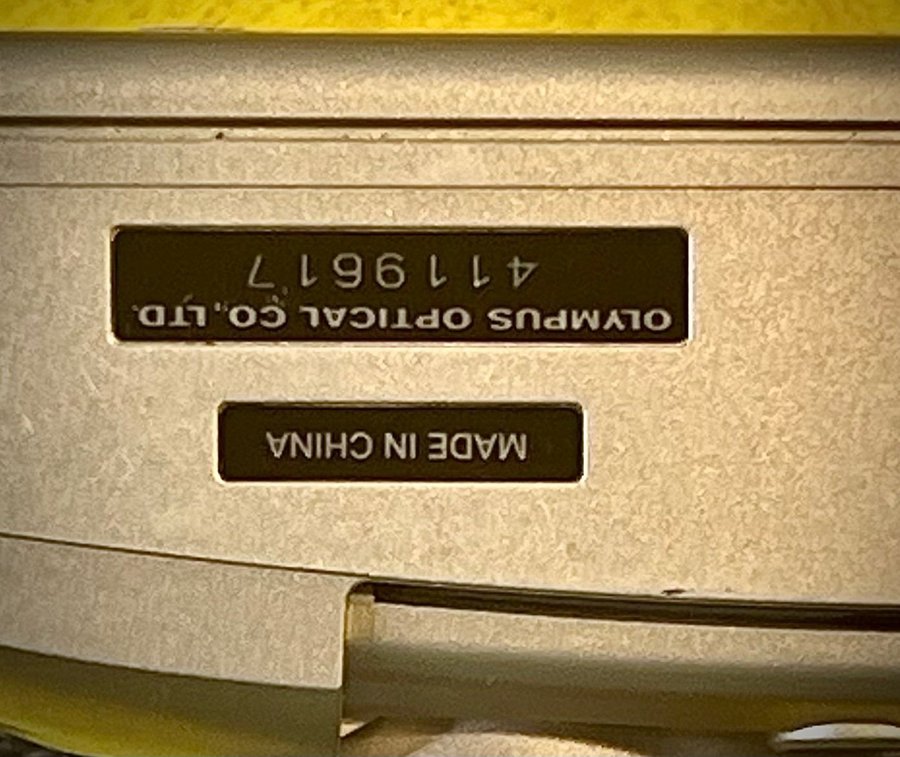 MADE IN CHINA
OLYMPUS OPTICAL CO.,LTD.
4119617